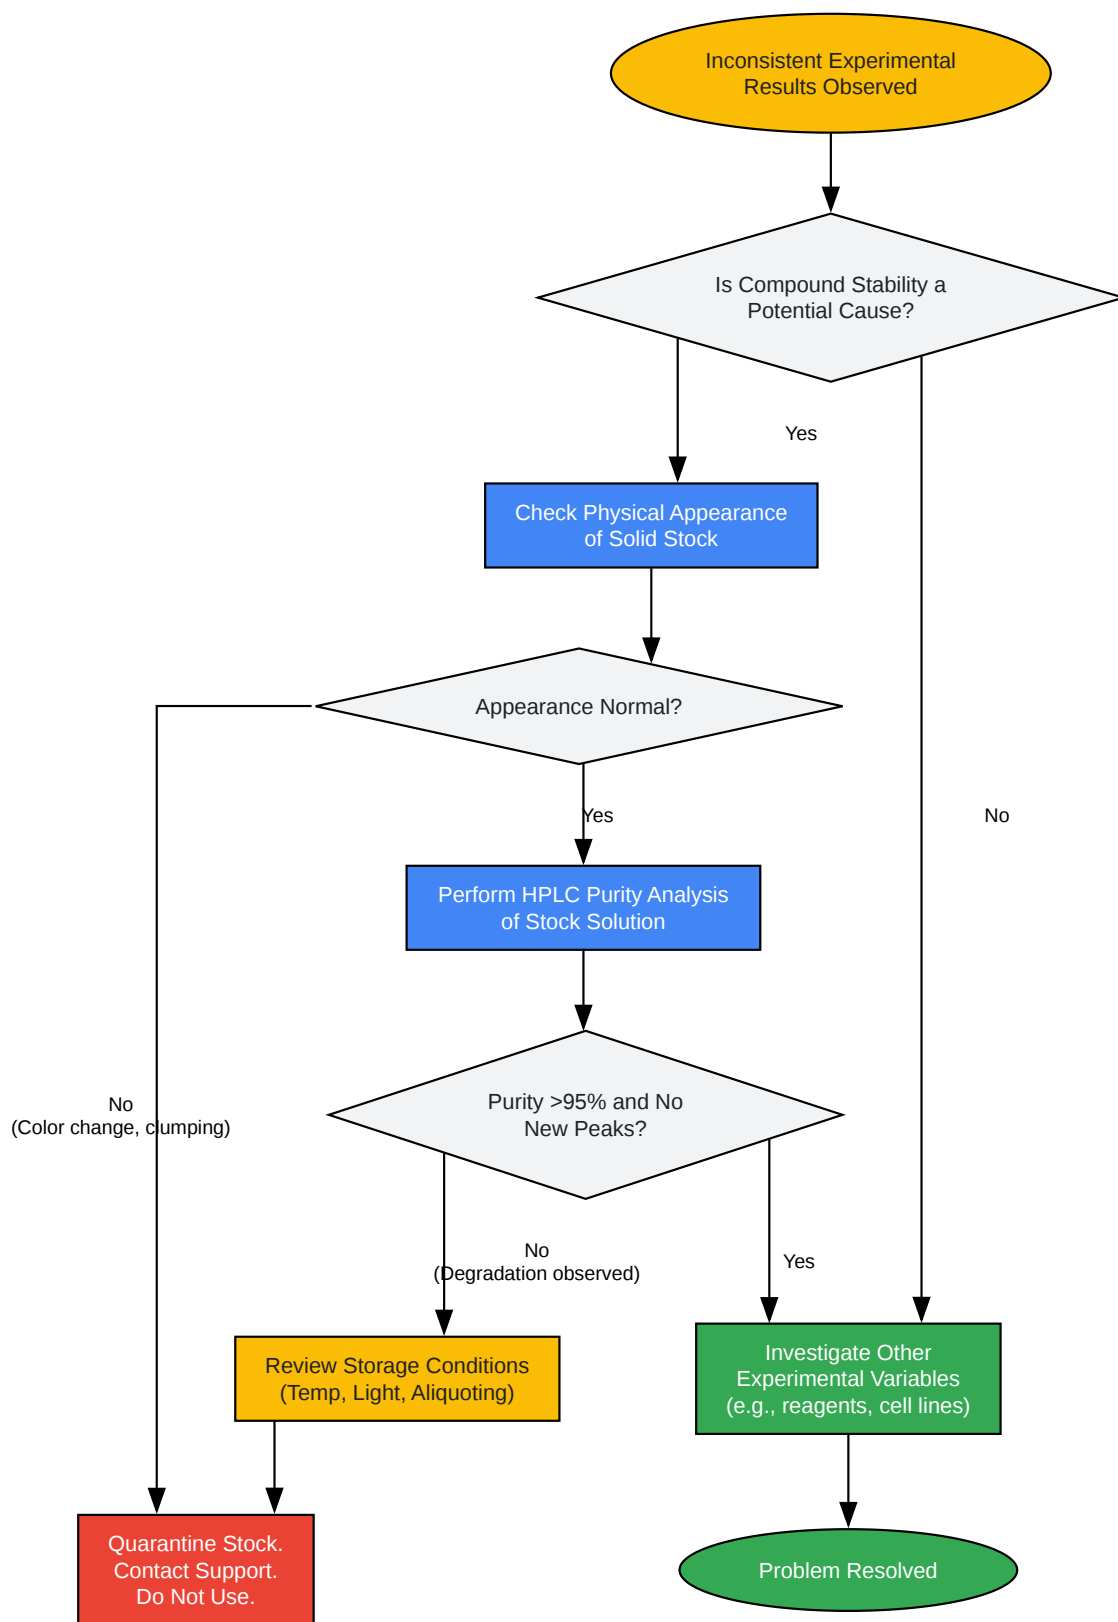 Inconsistent Experimental
Results Observed
Is Compound Stability a
Potential Cause?
Yes
Check Physical Appearance
of Solid Stock
Appearance Normal?
Yes
No
Perform HPLC Purity Analysis
of Stock Solution
Purity >95% and No
New Peaks?
No
(Color change, clumping)
No
(Degradation observed)
Yes
Review Storage Conditions
(Temp, Light, Aliquoting)
Investigate Other
Experimental Variables
(e.g., reagents, cell lines)
Quarantine Stock.
Contact Support.
Do Not Use.
Problem Resolved